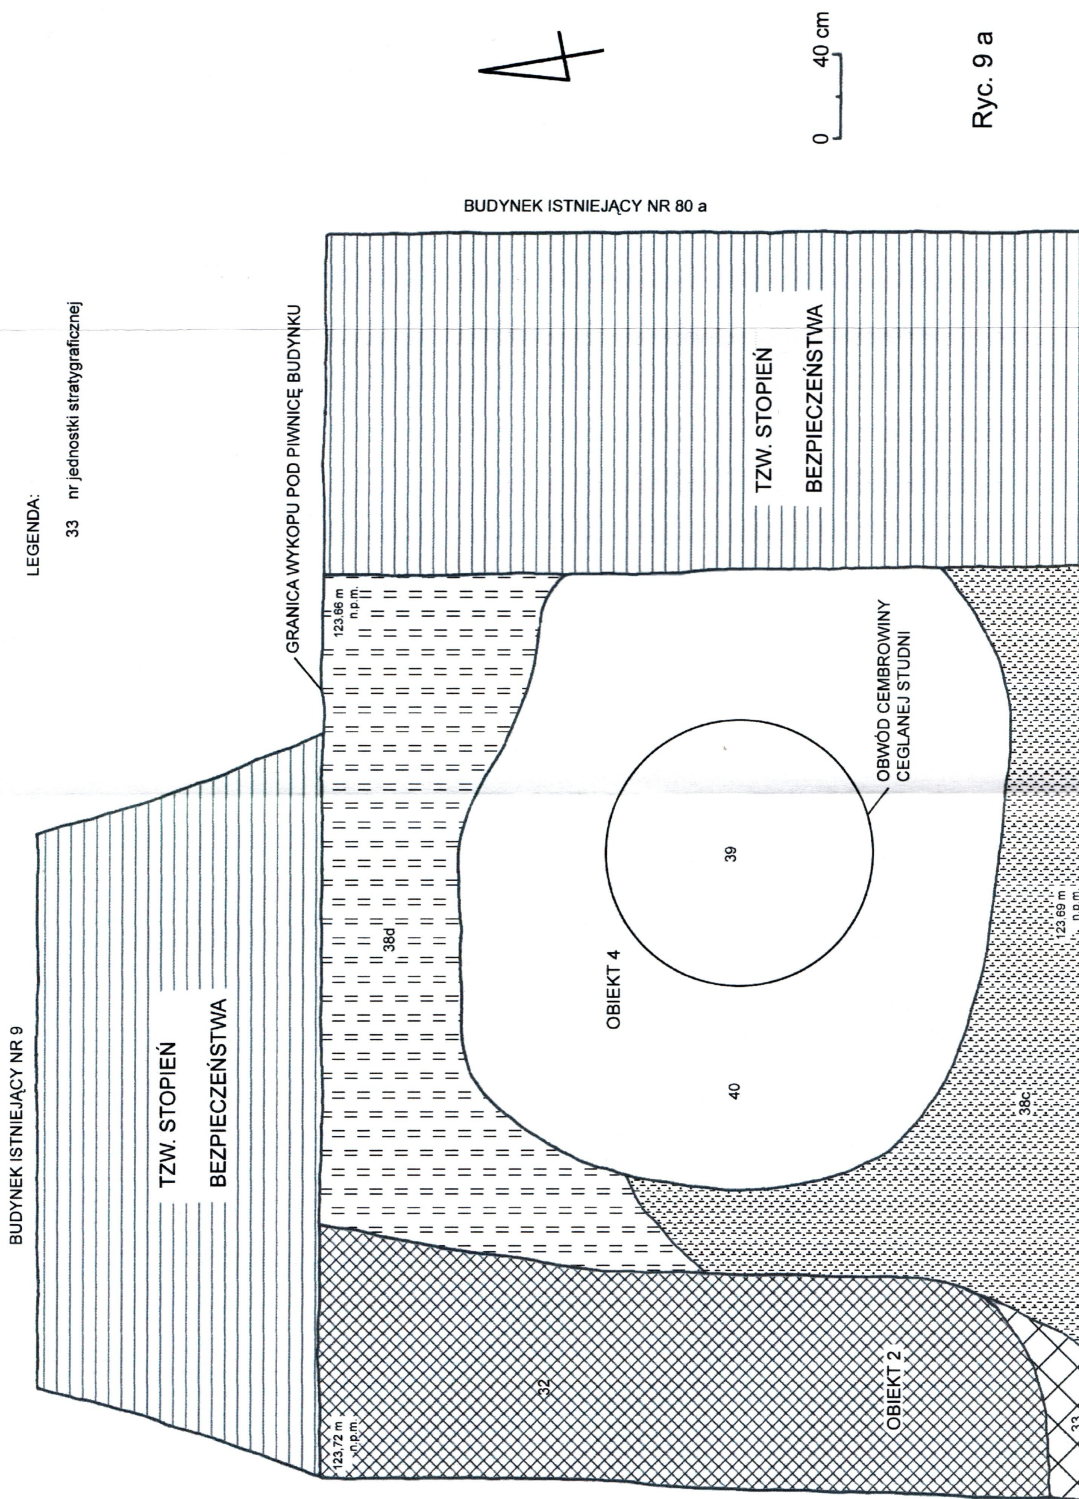 BUDYNEK ISTNIEJĄCY NR 9
LEGENDA:
33 nr jednostki stratygraficznej
TZW. STOPIEŃ
BEZPIECZEŃSTWA
GRANICA WYKOPU POD PIWNICĘ BUDYNKU
123,72 m
n.p.m.
123,66 m
n.p.m.
38d
BUDYNEK ISTNIEJĄCY NR 80 a
32
OBIEKT 4
40
39
TZW. STOPIEŃ
BEZPIECZEŃSTWA
0 40 cm
OBWÓD CEMBROWINY
CEGLANEJ STUDNI
OBIEKT 2
Ryc. 9 a
38c
123,69 m
n.p.m.
33